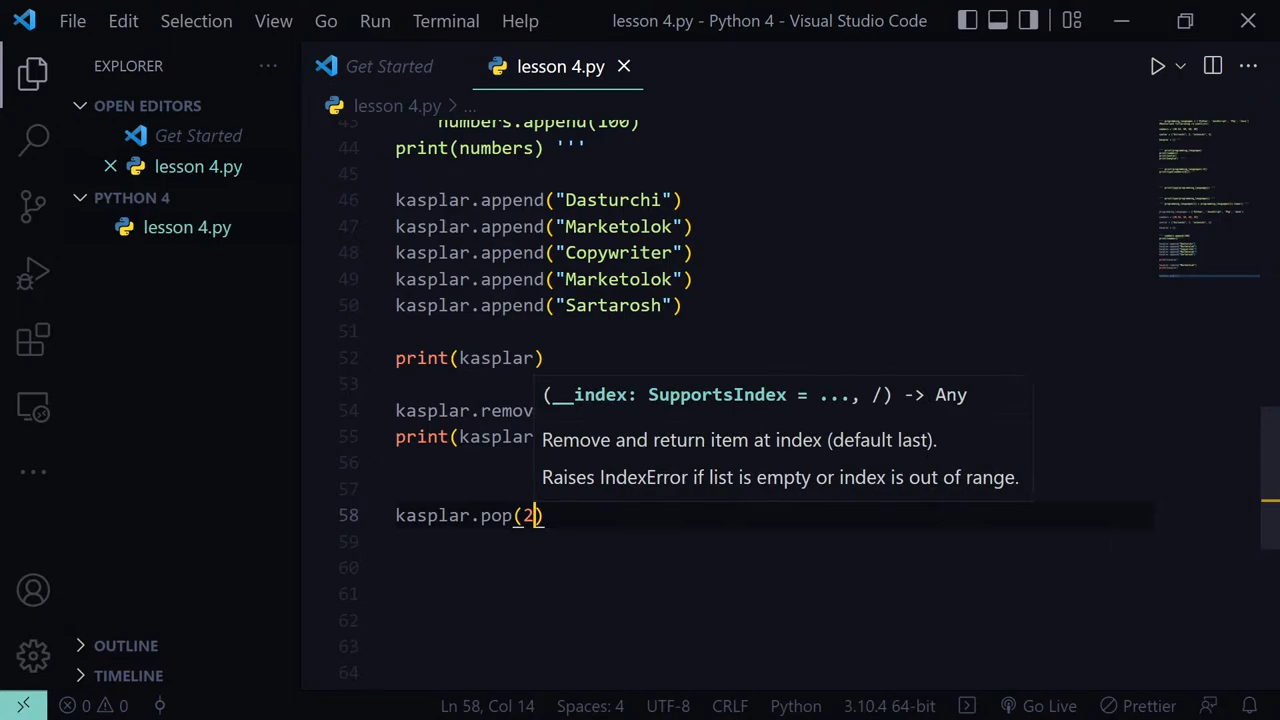 File Edit Selection View Go Run Terminal Help lesson 4.py - Python 4 - Visual Studio Code
EXPLORER
OPEN EDITORS
Get Started
lesson 4.py
PYTHON 4
lesson 4.py
OUTLINE
TIMELINE
Get Started lesson 4.py
lesson 4.py > ...
43 numbers.append(100)
44 print(numbers) '''
45
46 kasplar.append("Dasturchi")
47 kasplar.append("Marketolok")
48 kasplar.append("Copywriter")
49 kasplar.append("Marketolok")
50 kasplar.append("Sartarosh")
51
52 print(kasplar)
53
54 kasplar.remov
55 print(kasplar
56
57
58 kasplar.pop(2)
59
60
61
62
63
64
(__index: SupportsIndex = ..., /) -> Any
Remove and return item at index (default last).
Raises IndexError if list is empty or index is out of range.
0 0 Ln 58, Col 14 Spaces: 4 UTF-8 CRLF Python 3.10.4 64-bit Go Live Prettier